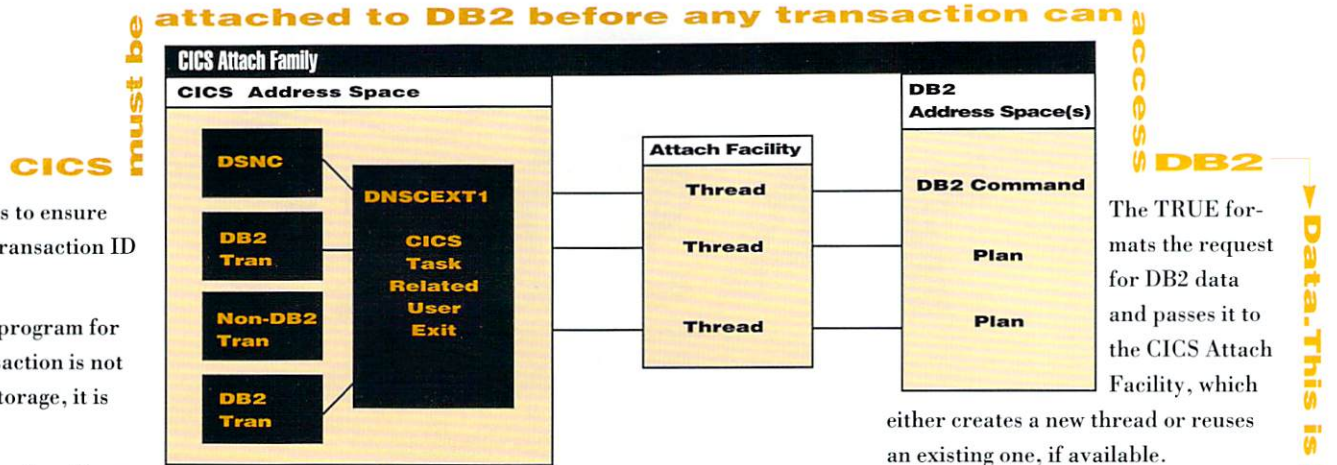 CICS must be attached to DB2 before any transaction can access DB2
Data.This is
s to ensure
ransaction ID
program for
saction is not
torage, it is
CICS Attach Family
CICS Address Space
DSNC
DB2
Tran
Non-DB2
Tran
DB2
Tran
DNSCEXT1
CICS
Task
Related
User
Exit
Attach Facility
Thread
Thread
Thread
DB2
Address Space(s)
DB2 Command
Plan
Plan
The TRUE for-
mats the request
for DB2 data
and passes it to
the CICS Attach
Facility, which
either creates a new thread or reuses
an existing one, if available.